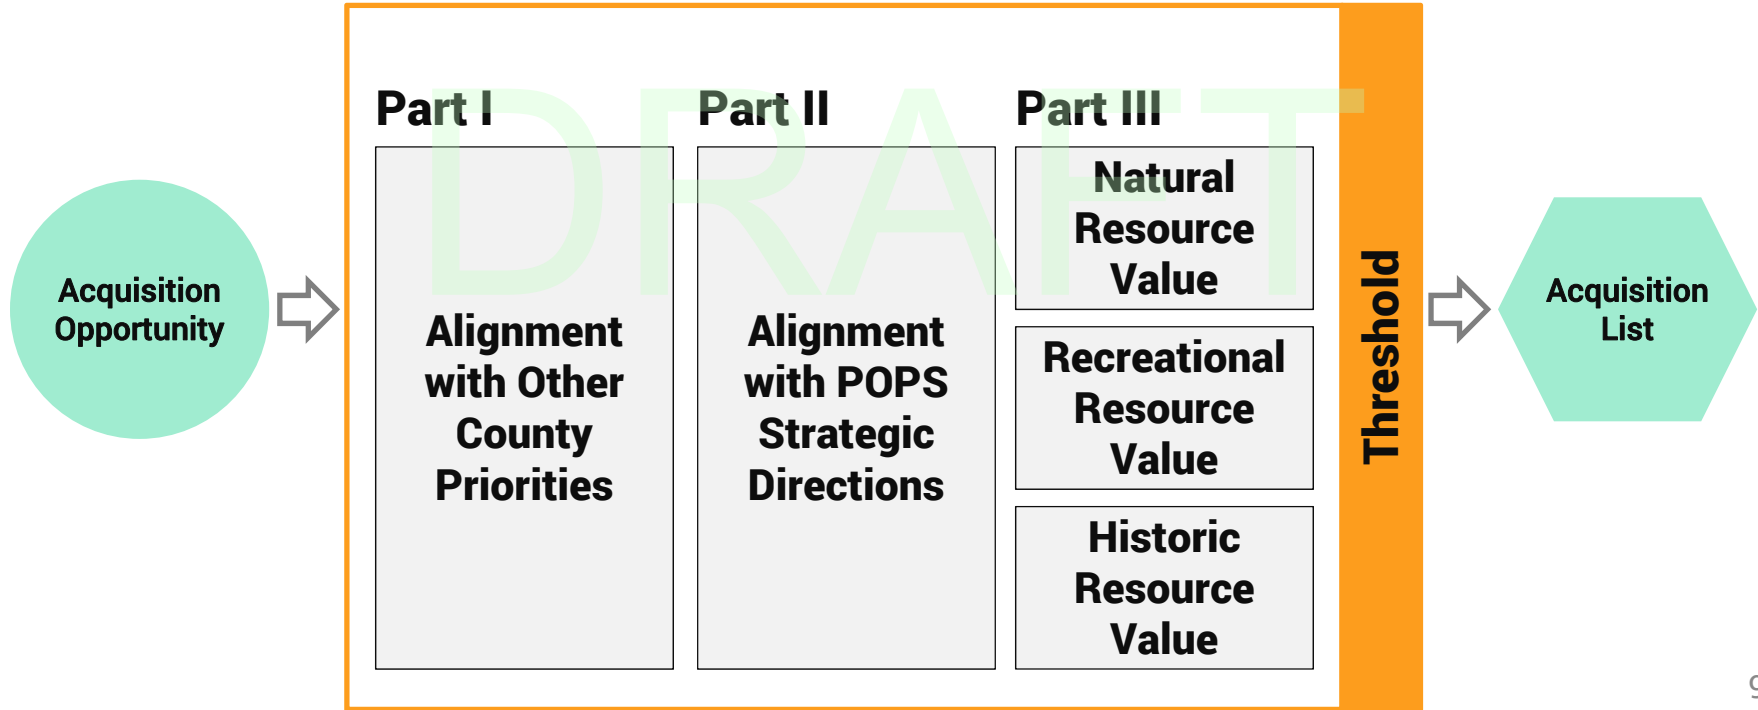 Acquisition
Opportunity
Part I
Alignment
with Other
County
Priorities
Part II
Alignment
with POPS
Strategic
Directions
Part III
Natural
Resource
Value
Recreational
Resource
Value
Historic
Resource
Value
DRAFT
Threshold
Acquisition
List
9